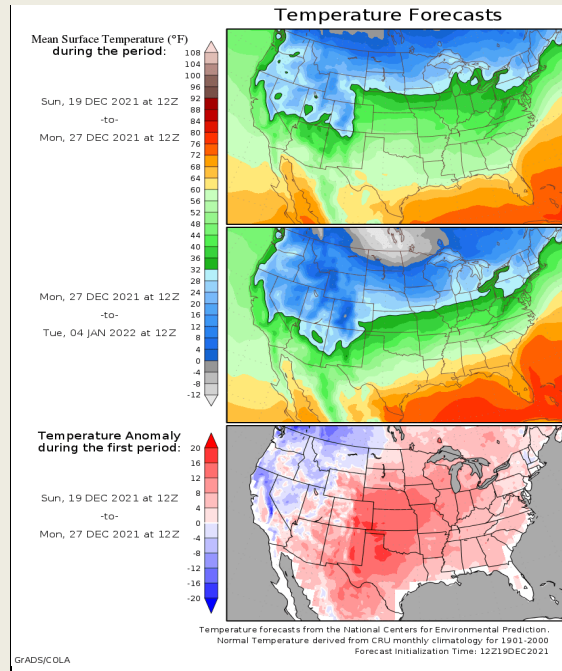 Temperature Forecasts
Mean Surface Temperature (°F)
during the period:
Sun, 19 DEC 2021 at 12Z
-to-
Mon, 27 DEC 2021 at 12Z
108
104
100
96
92
88
84
80
76
72
68
64
60
56
52
48
44
40
36
32
28
24
20
16
12
8
4
0
-4
-8
-12
Mon, 27 DEC 2021 at 12Z
-to-
Tue, 04 JAN 2022 at 12Z
Temperature Anomaly
during the first period:
Sun, 19 DEC 2021 at 12Z
-to-
Mon, 27 DEC 2021 at 12Z
20
16
12
8
4
0
-4
-8
-12
-16
-20
Temperature forecasts from the National Centers for Environmental Prediction.
Normal Temperature derived from CRU monthly climatology for 1901-2000
Forecast Initialization Time: 12Z19DEC2021
GrADS/COLA